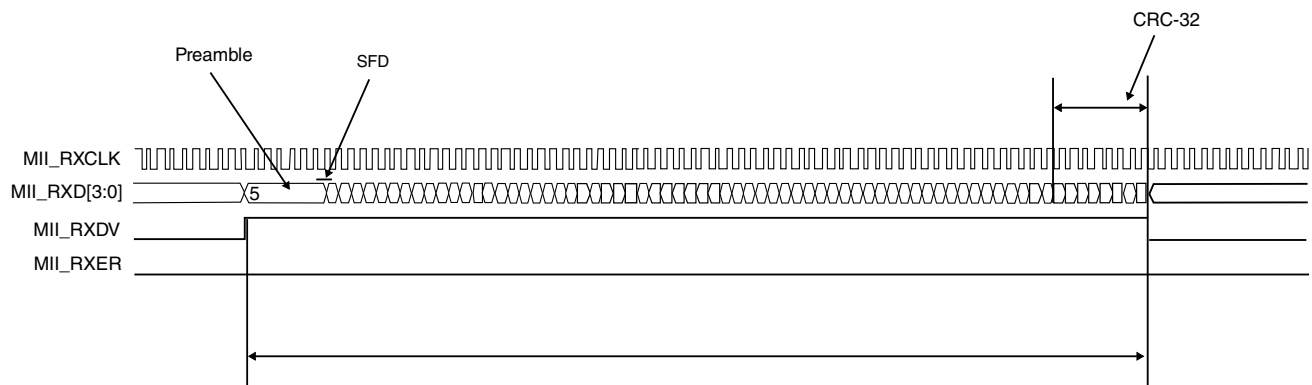 CRC-32
Preamble
SFD
MII_RXCLK
MII_RXD[3:0]
5
MII_RXDV
MII_RXER